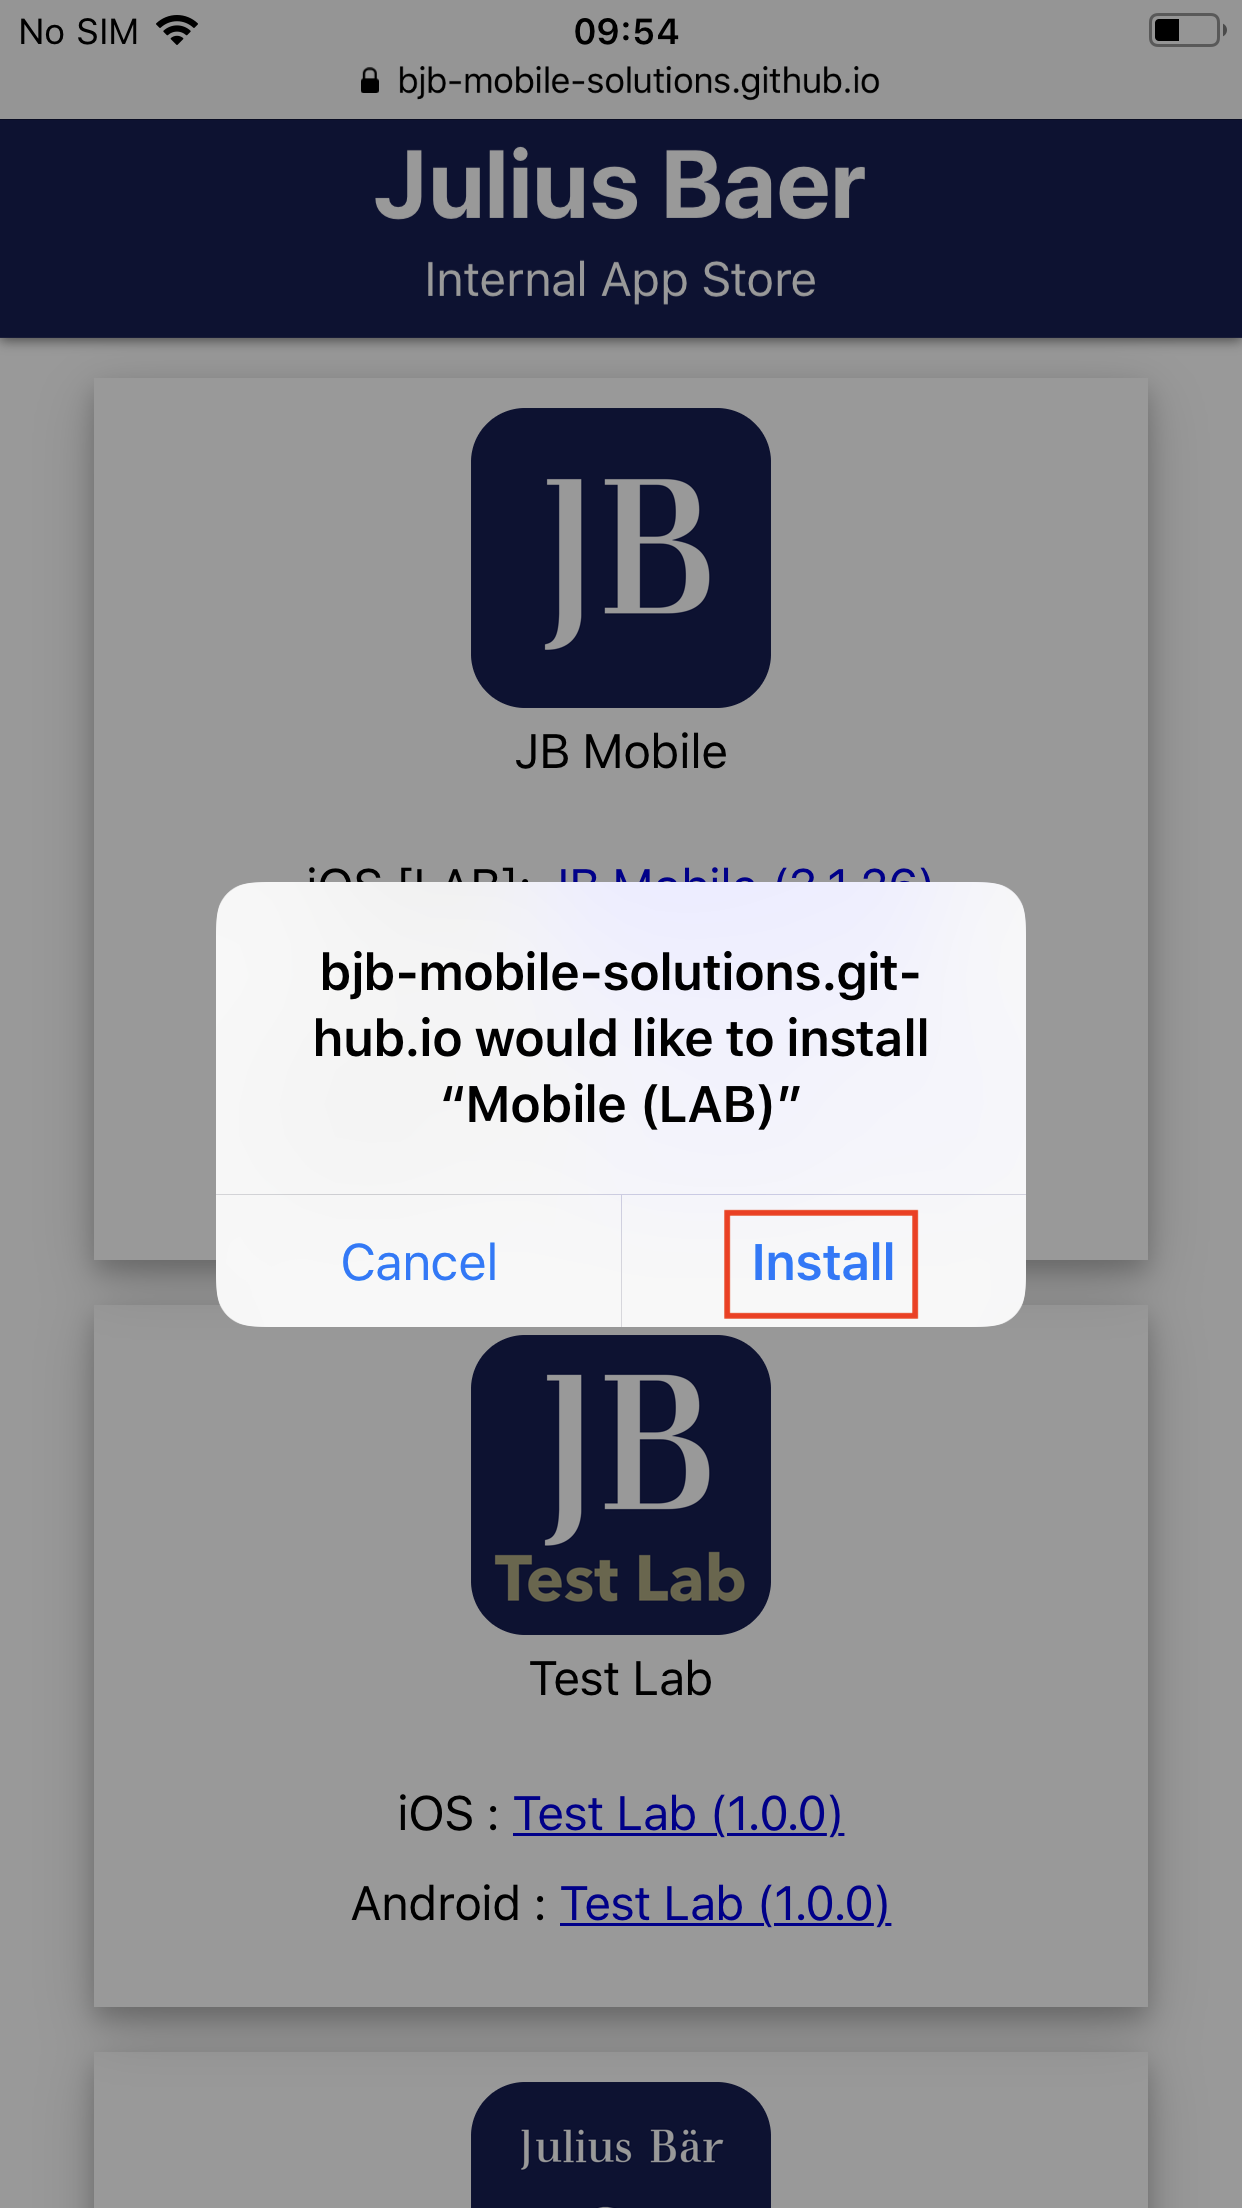 No SIM 09:54
bjb-mobile-solutions.github.io
Julius Baer
Internal App Store
JB
JB Mobile
iOS [LAB]: JB Mobile (2.1.26)
bjb-mobile-solutions.git-
hub.io would like to install
“Mobile (LAB)”
Cancel Install
JB
Test Lab
Test Lab
iOS : Test Lab (1.0.0)
Android : Test Lab (1.0.0)
Julius Bär